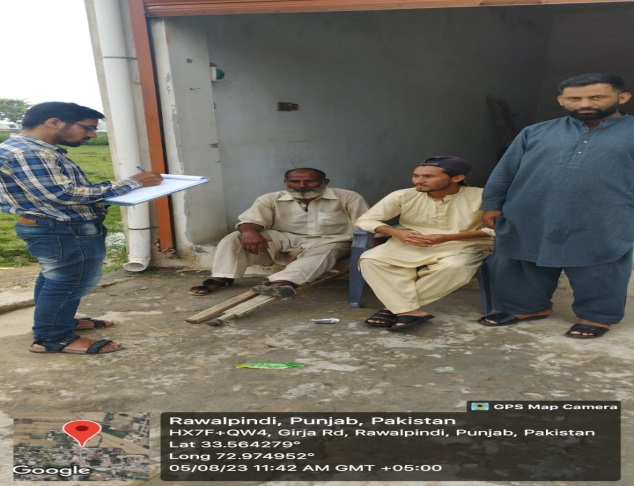 GPS Map Camera
Rawalpindi, Punjab, Pakistan
HX7F+QW4, Girja Rd, Rawalpindi, Punjab, Pakistan
Lat 33.564279°
Long 72.974952°
05/08/23 11:42 AM GMT +05:00
Google